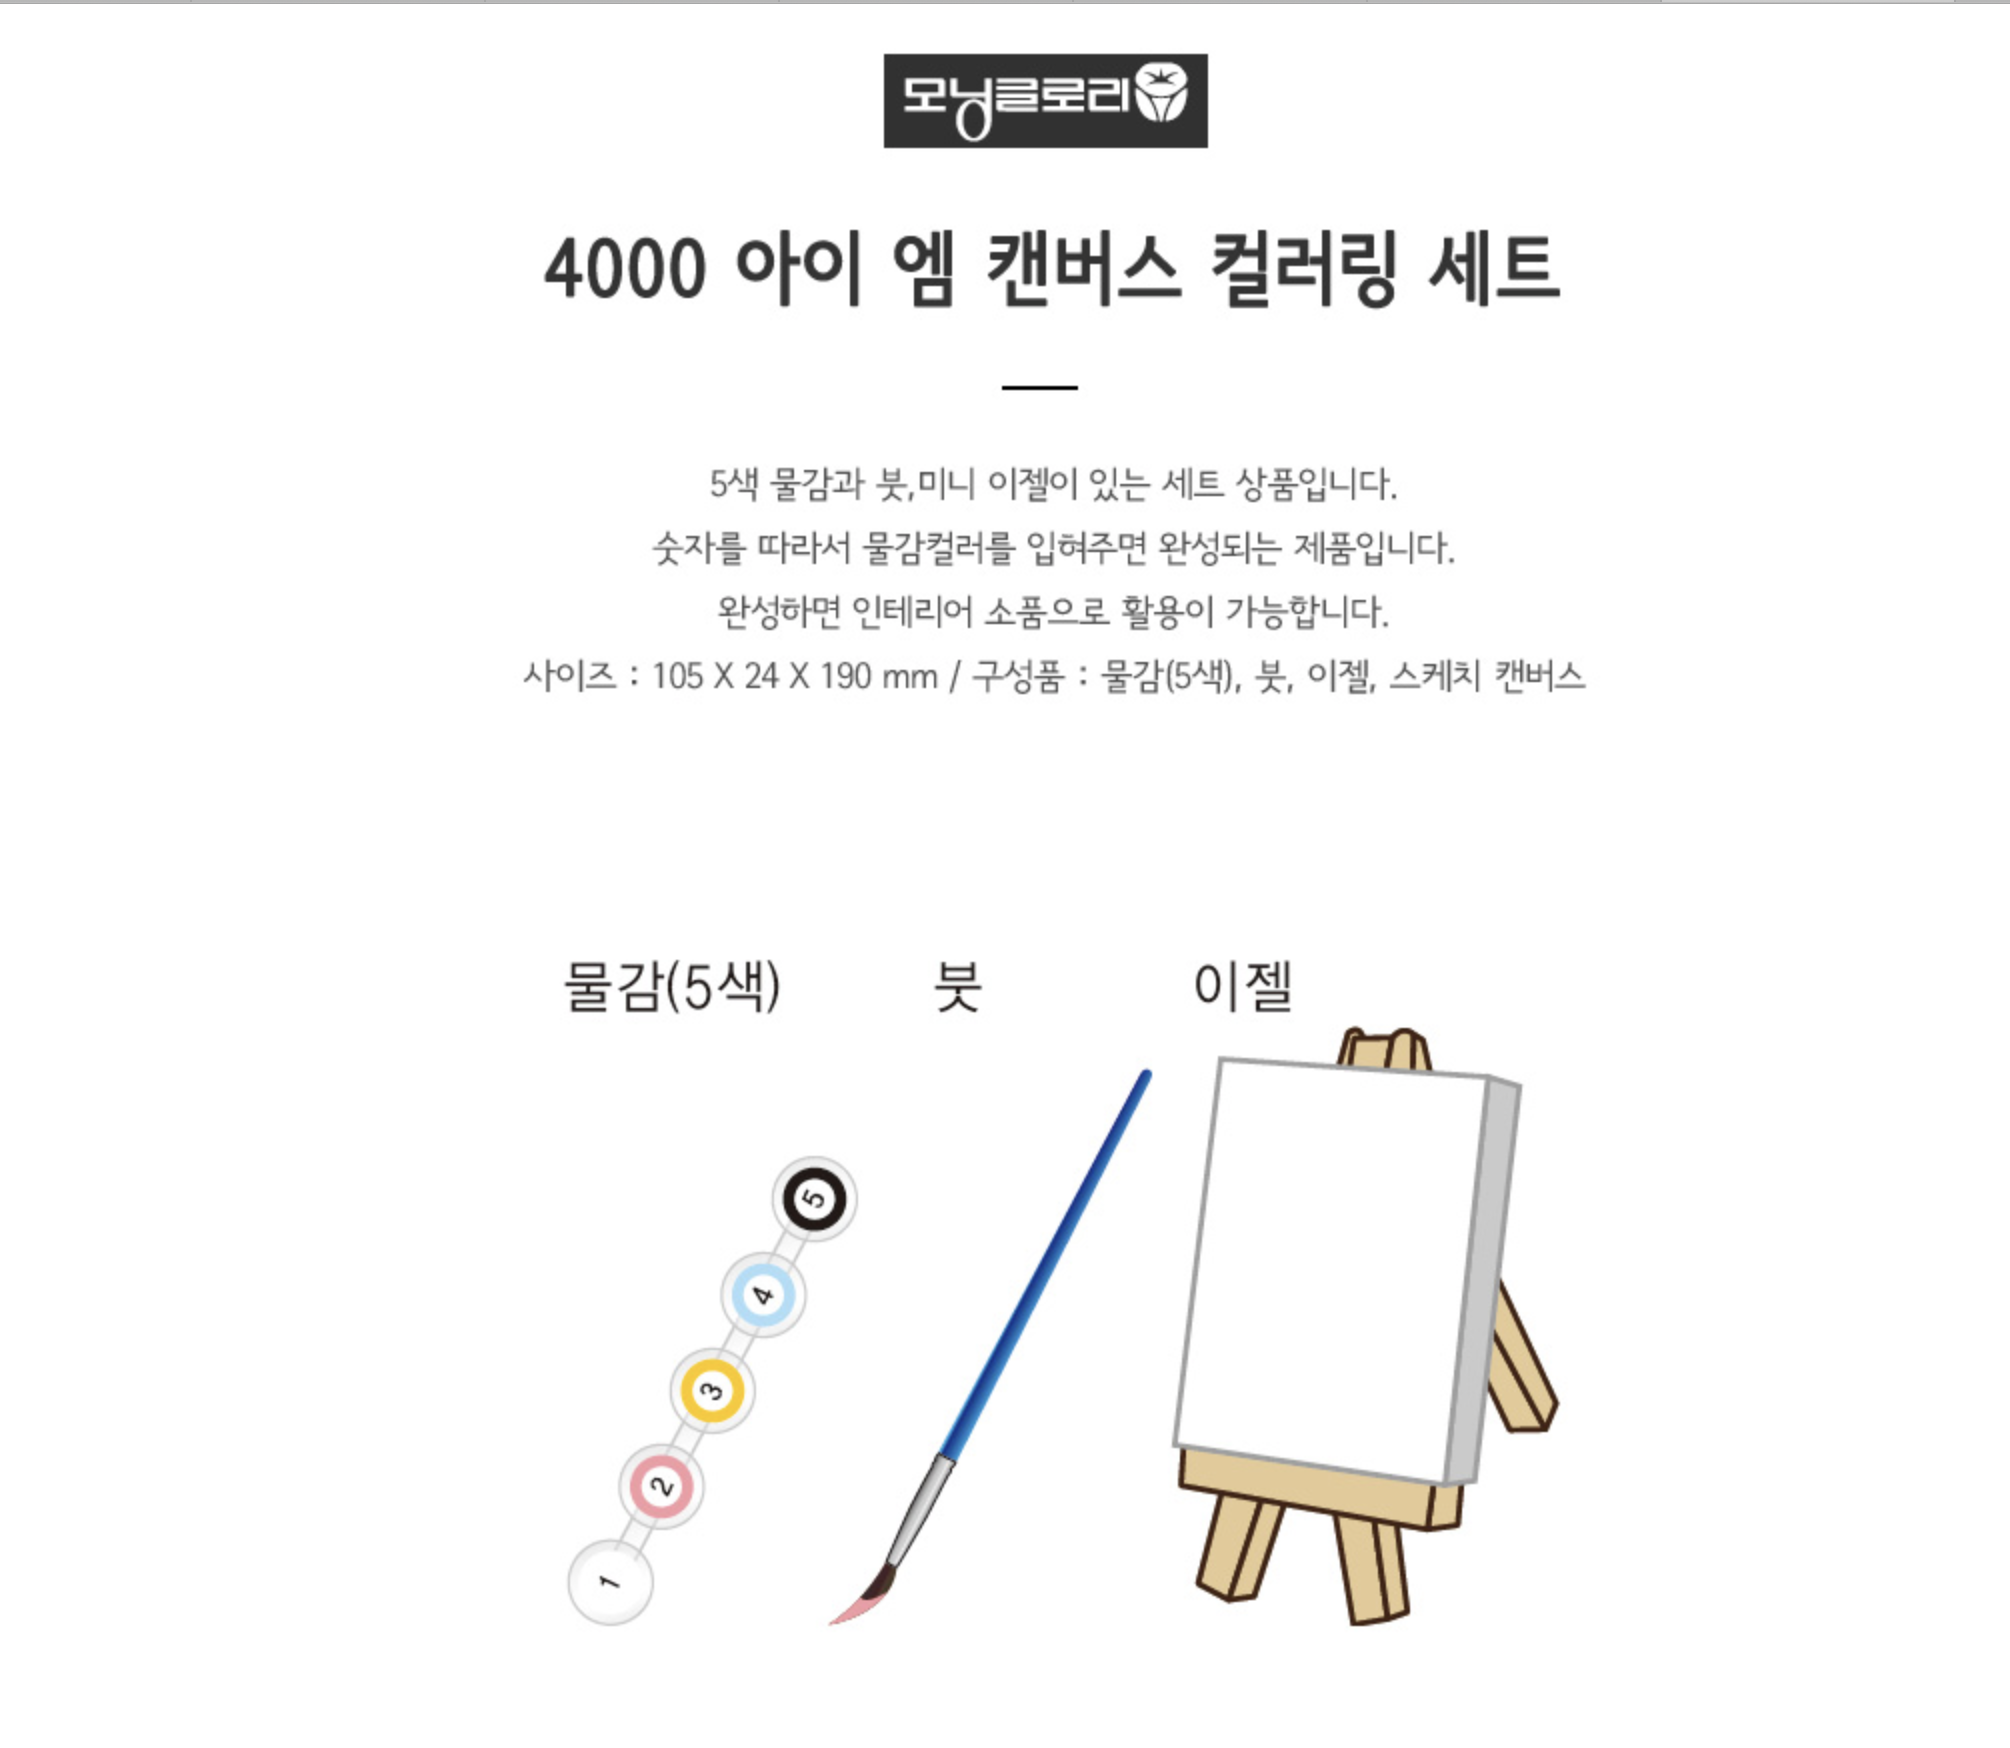 모닝글로리
4000 아이 엠 캔버스 컬러링 세트
5색 물감과 붓,미니 이젤이 있는 세트 상품입니다.
숫자를 따라서 물감컬러를 입혀주면 완성되는 제품입니다.
완성하면 인테리어 소품으로 활용이 가능합니다.
사이즈 : 105 X 24 X 190 mm / 구성품 : 물감(5색), 붓, 이젤, 스케치 캔버스
물감(5색) 붓 이젤
5
4
3
2
1